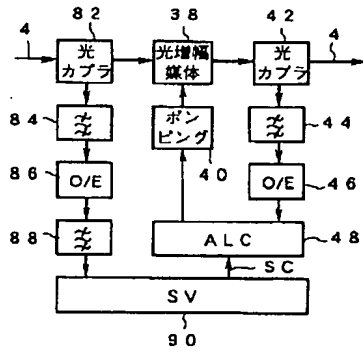 82 38 42
4 4
光カプラ 光増幅媒体 光カプラ
84 ポンピング 44
40
86 O/E O/E 46
88 ALC 48
SC
SV
90